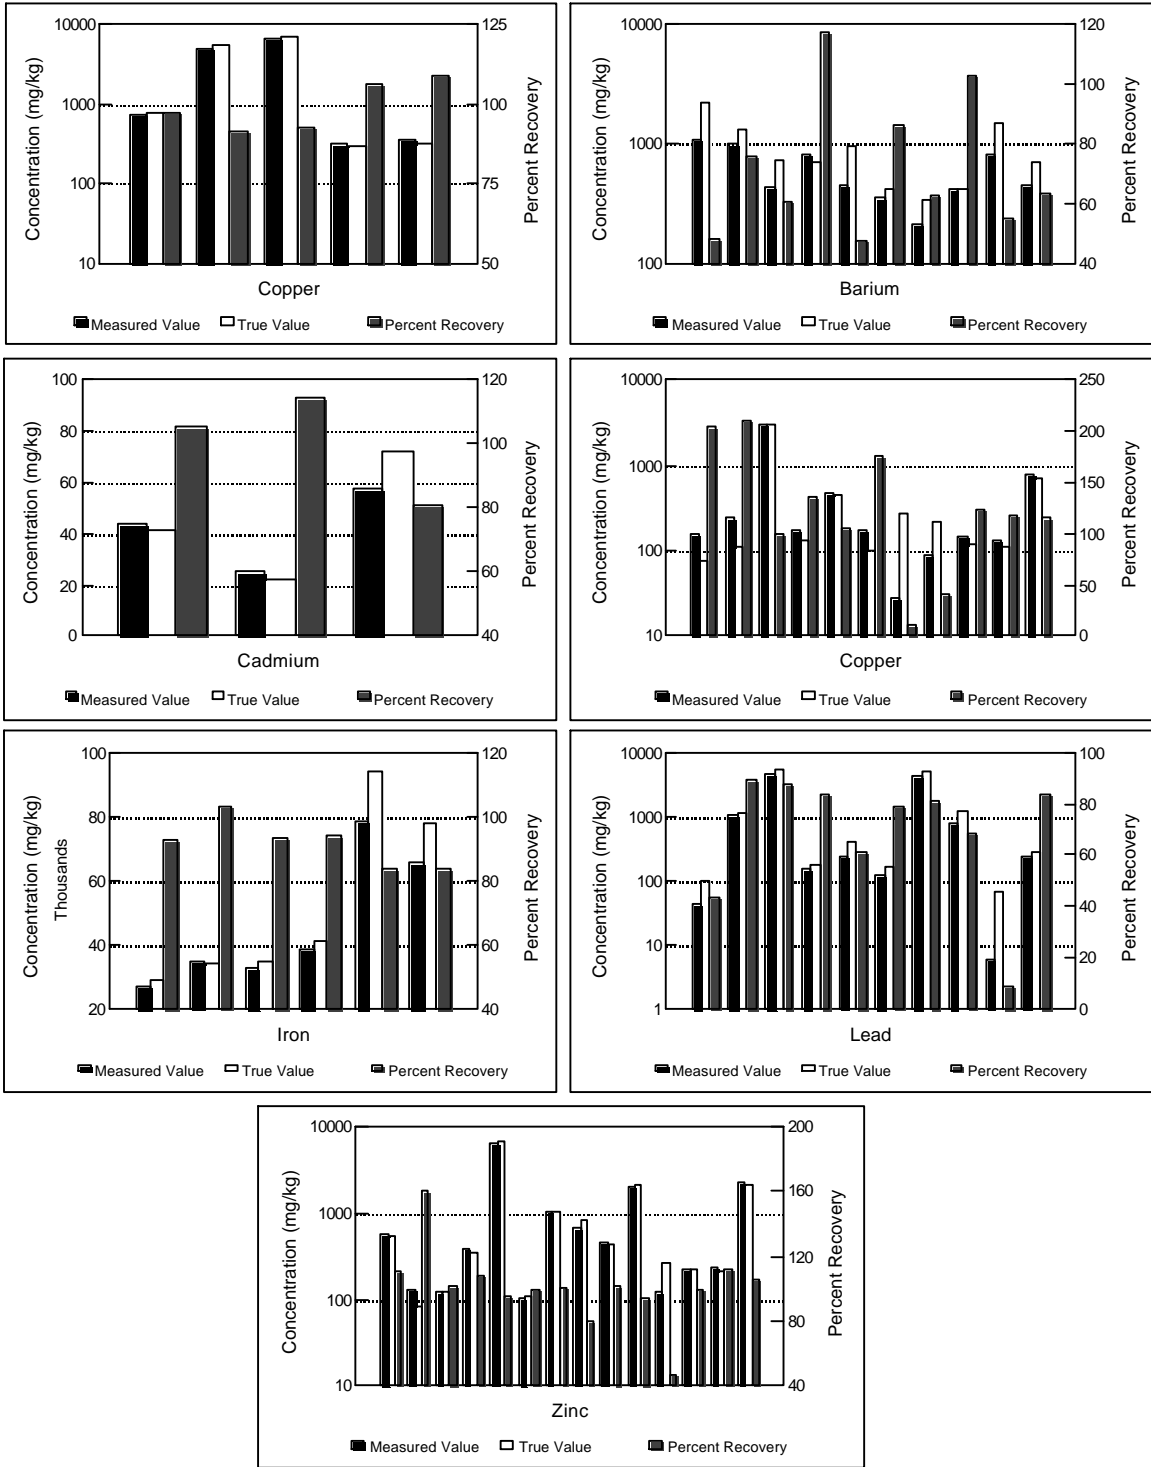 10000
1000
100
10
Concentration (mg/kg)
125
100
75
50
Percent Recovery
Copper
Measured Value True Value Percent Recovery
10000
1000
100
Concentration (mg/kg)
120
100
80
60
40
Percent Recovery
Barium
Measured Value True Value Percent Recovery
100
80
60
40
20
0
Concentration (mg/kg)
120
100
80
60
40
Percent Recovery
Cadmium
Measured Value True Value Percent Recovery
10000
1000
100
10
Concentration (mg/kg)
250
200
150
100
50
0
Percent Recovery
Copper
Measured Value True Value Percent Recovery
100
80
60
40
20
Concentration (mg/kg)
Thousands
120
100
80
60
40
Percent Recovery
Iron
Measured Value True Value Percent Recovery
10000
1000
100
10
1
Concentration (mg/kg)
100
80
60
40
20
0
Percent Recovery
Lead
Measured Value True Value Percent Recovery
10000
1000
100
10
Concentration (mg/kg)
200
160
120
80
40
Percent Recovery
Zinc
Measured Value True Value Percent Recovery